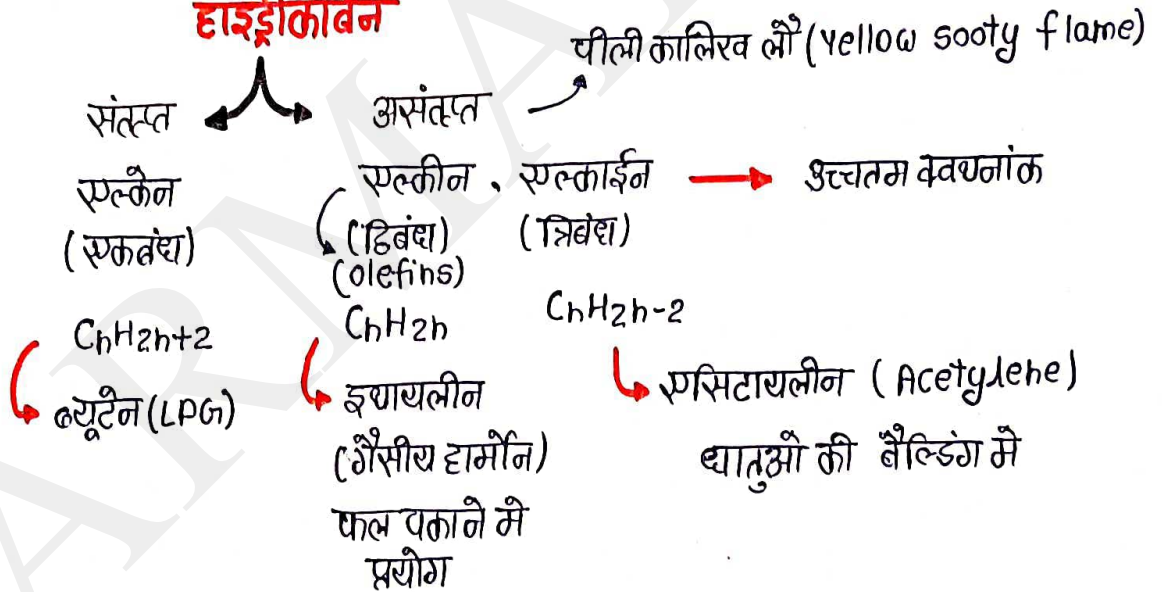 हाइड्रोकार्बन
पीली कालिख लौ (Yellow sooty flame)
संतृप्त
असंतृप्त
एल्केन
(एकबंध)
एल्कीन , एल्काईन
उच्चतम क्वथनांक
(द्विबंध)
(त्रिबंध)
(olefins)
CnH2n+2
CnH2n
CnH2n-2
ब्यूटेन (LPG)
इथायलीन
(गैसीय हार्मोन)
फल पकाने मे
प्रयोग
एसिटायलीन (Acetylene)
धातुओ की वैल्डिंग मे